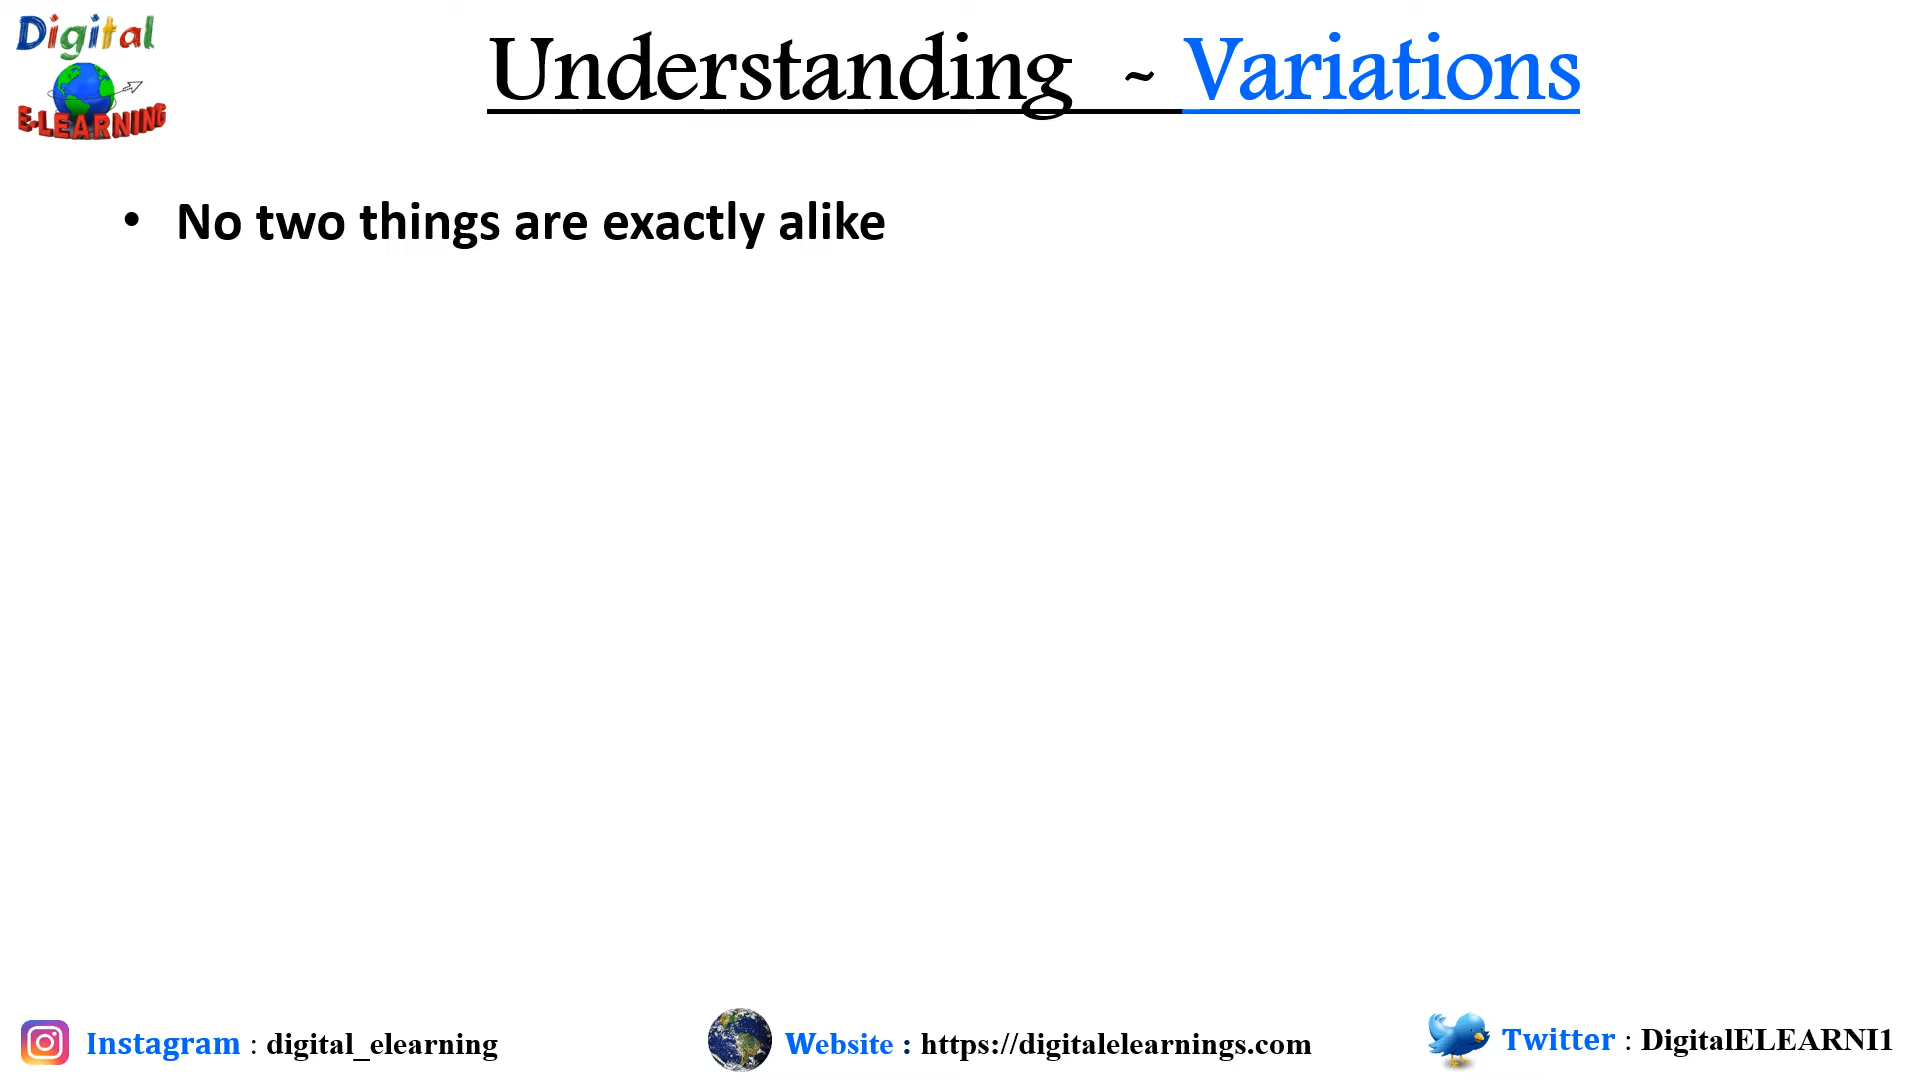 Digital
E-LEARNING
Understanding ~ Variations
• No two things are exactly alike
Instagram : digital_elearning
Website : https://digitalelearnings.com
Twitter : DigitalELEARNI1